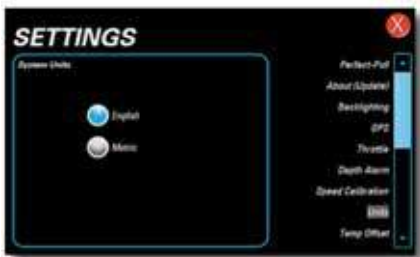 SETTINGS
System Units
English
Metric
Perfect-Pull
About (Update)
Backlighting
GPS
Throttle
Depth Alarm
Speed Calibration
Units
Temp Offset
X